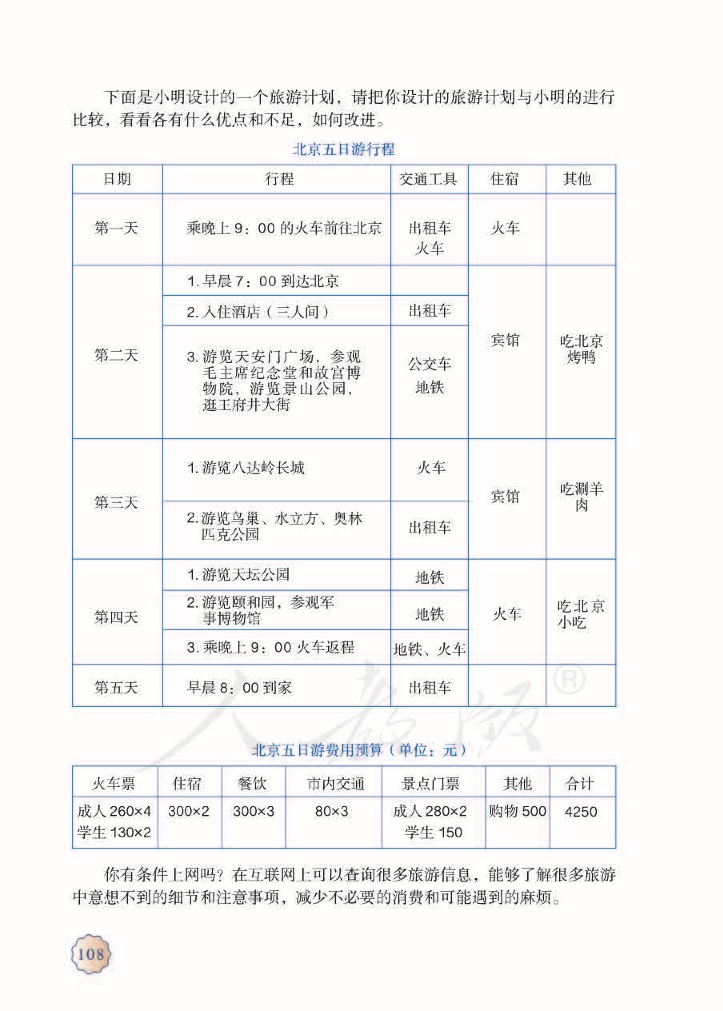 下面是小明设计的一个旅游计划，请把你设计的旅游计划与小明的进行
比较，看看各有什么优点和不足，如何改进。
北京五日游行程
日期 行程 交通工具 住宿 其他
第一天 乘晚上 9：00 的火车前往北京 出租车 火车
火车
1. 早晨 7：00 到达北京
2. 入住酒店（三人间） 出租车
第二天
3. 游览天安门广场，参观
毛主席纪念堂和故宫博
物院，游览景山公园，
逛王府井大街
公交车
地铁
宾馆
吃北京
烤鸭
第三天
1. 游览八达岭长城 火车
2. 游览鸟巢、水立方、奥林
匹克公园
出租车
宾馆
吃涮羊
肉
第四天
1. 游览天坛公园 地铁
2. 游览颐和园，参观军
事博物馆
地铁
3. 乘晚上 9：00 火车返程 地铁、火车
火车
吃北京
小吃
第五天 早晨 8：00 到家 出租车
人教版®
北京五日游费用预算（单位：元）
火车票 住宿 餐饮 市内交通 景点门票 其他 合计
成人 260×4 300×2 300×3 80×3 成人 280×2 购物 500 4250
学生 130×2 学生 150
你有条件上网吗？在互联网上可以查询很多旅游信息，能够了解很多旅游
中意想不到的细节和注意事项，减少不必要的消费和可能遇到的麻烦。
108